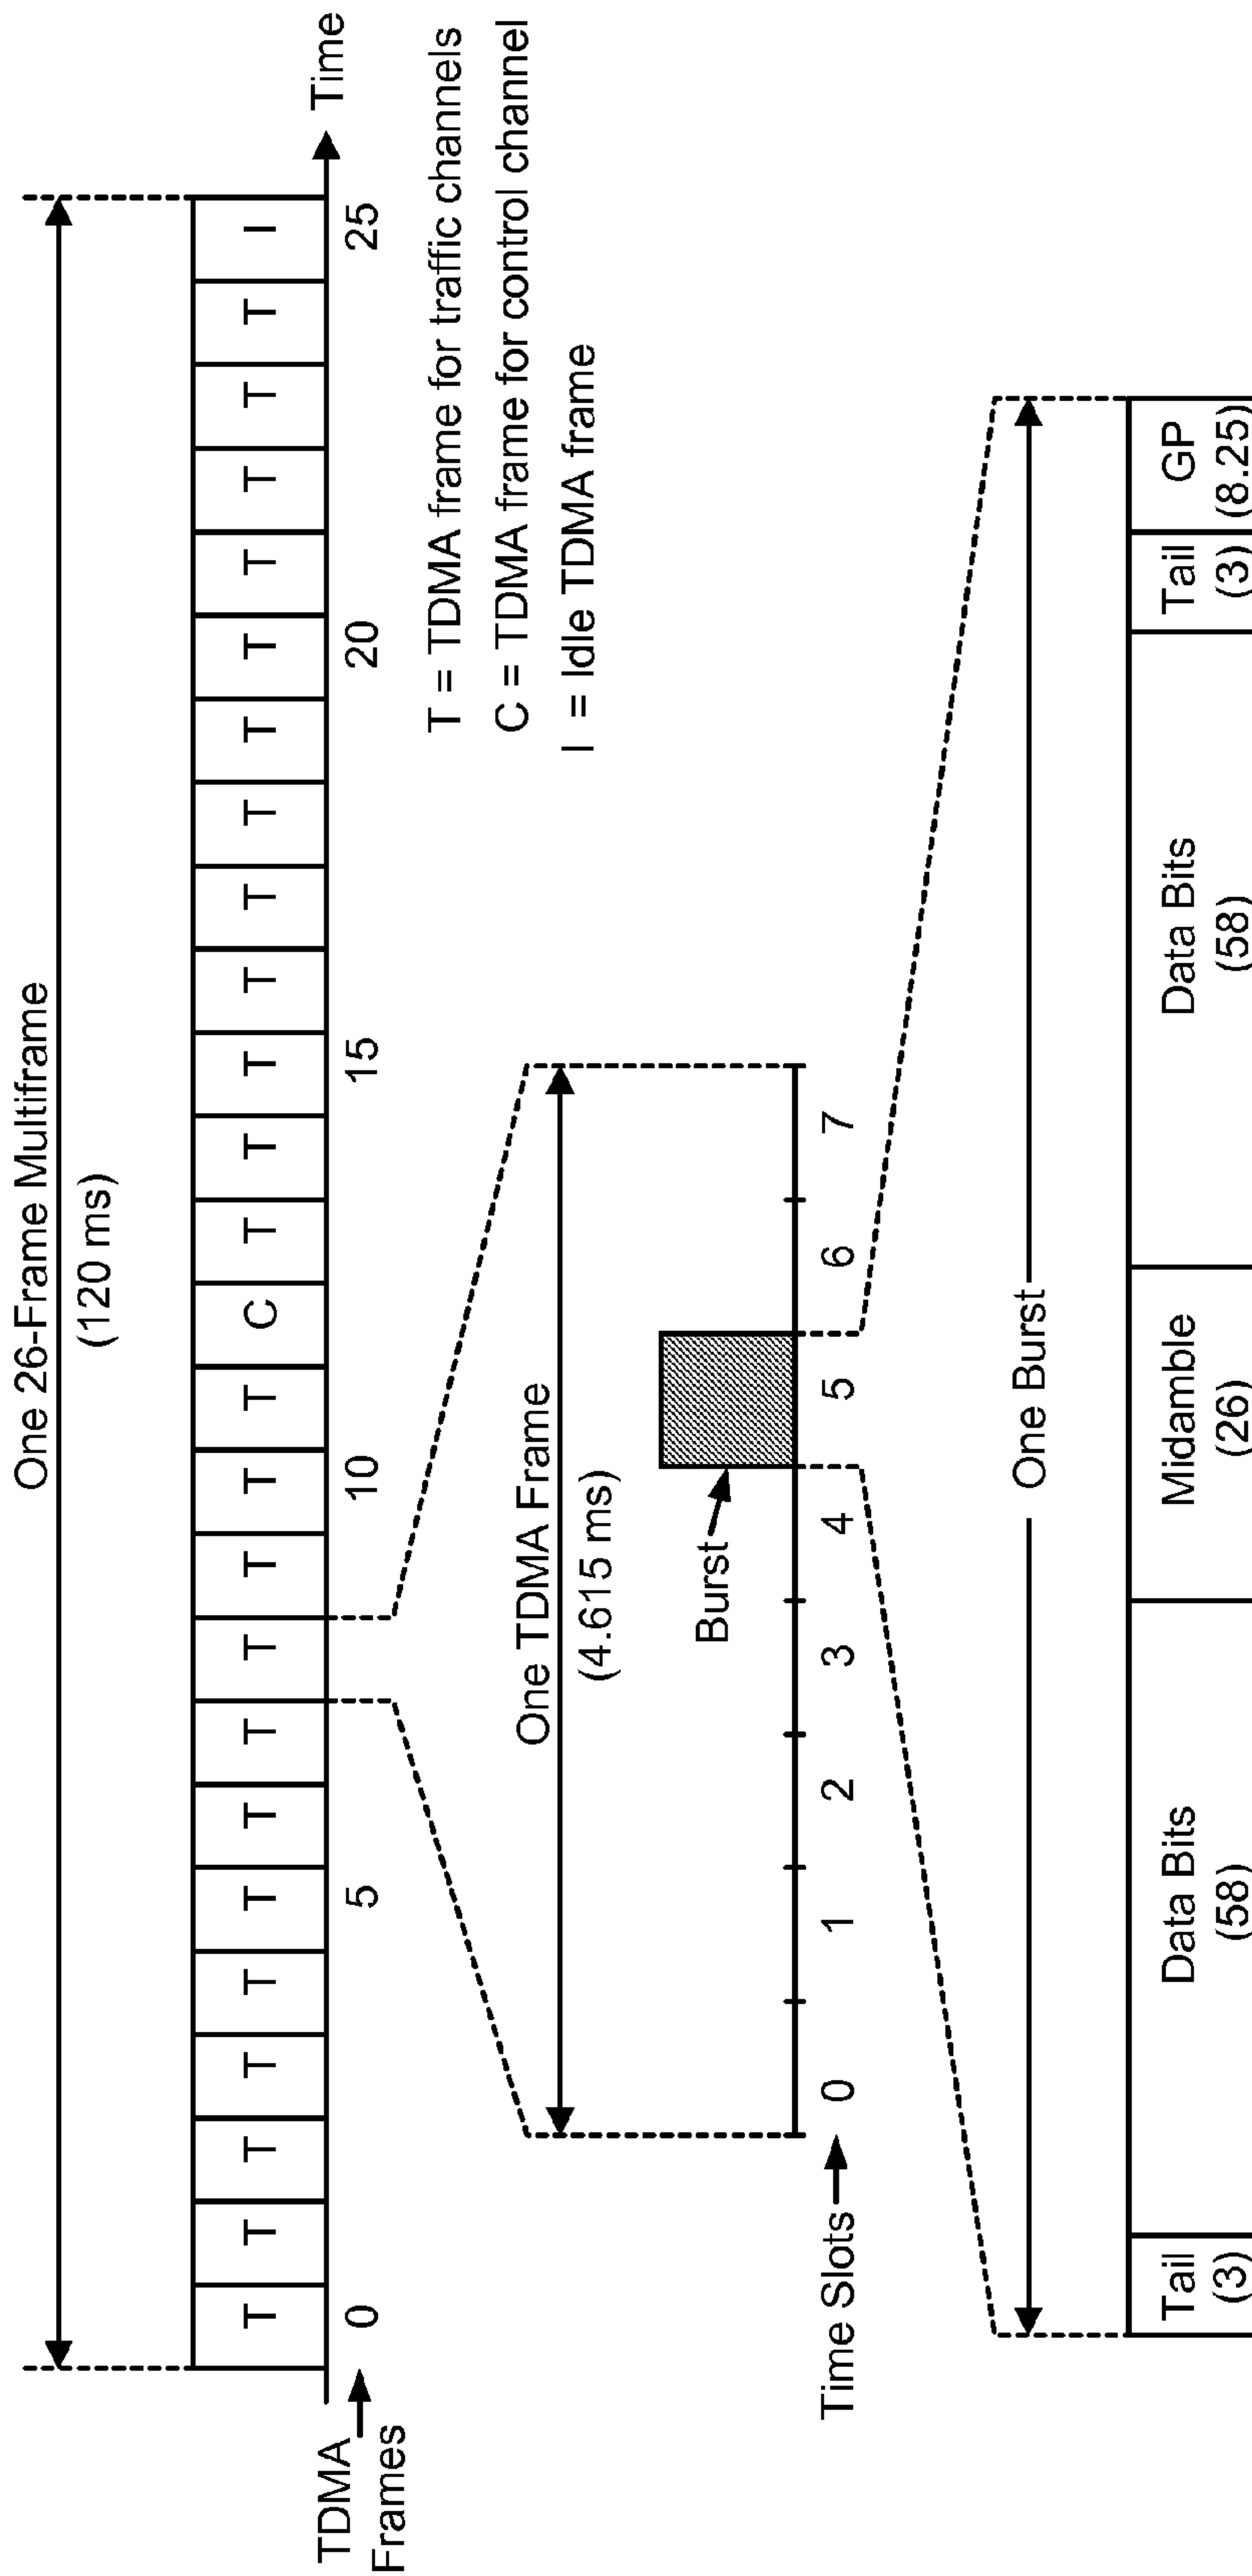 One 26-Frame Multiframe
(120 ms)
T T T T T T T T T T T T C T T T T T T T T T T T T I
TDMA Frames
0 5 10 15 20 25 Time
T = TDMA frame for traffic channels
C = TDMA frame for control channel
I = Idle TDMA frame
One TDMA Frame
(4.615 ms)
Burst
Time Slots
0 1 2 3 4 5 6 7
One Burst
Tail (3)
Data Bits (58)
Midamble (26)
Data Bits (58)
Tail (3)
GP (8.25)